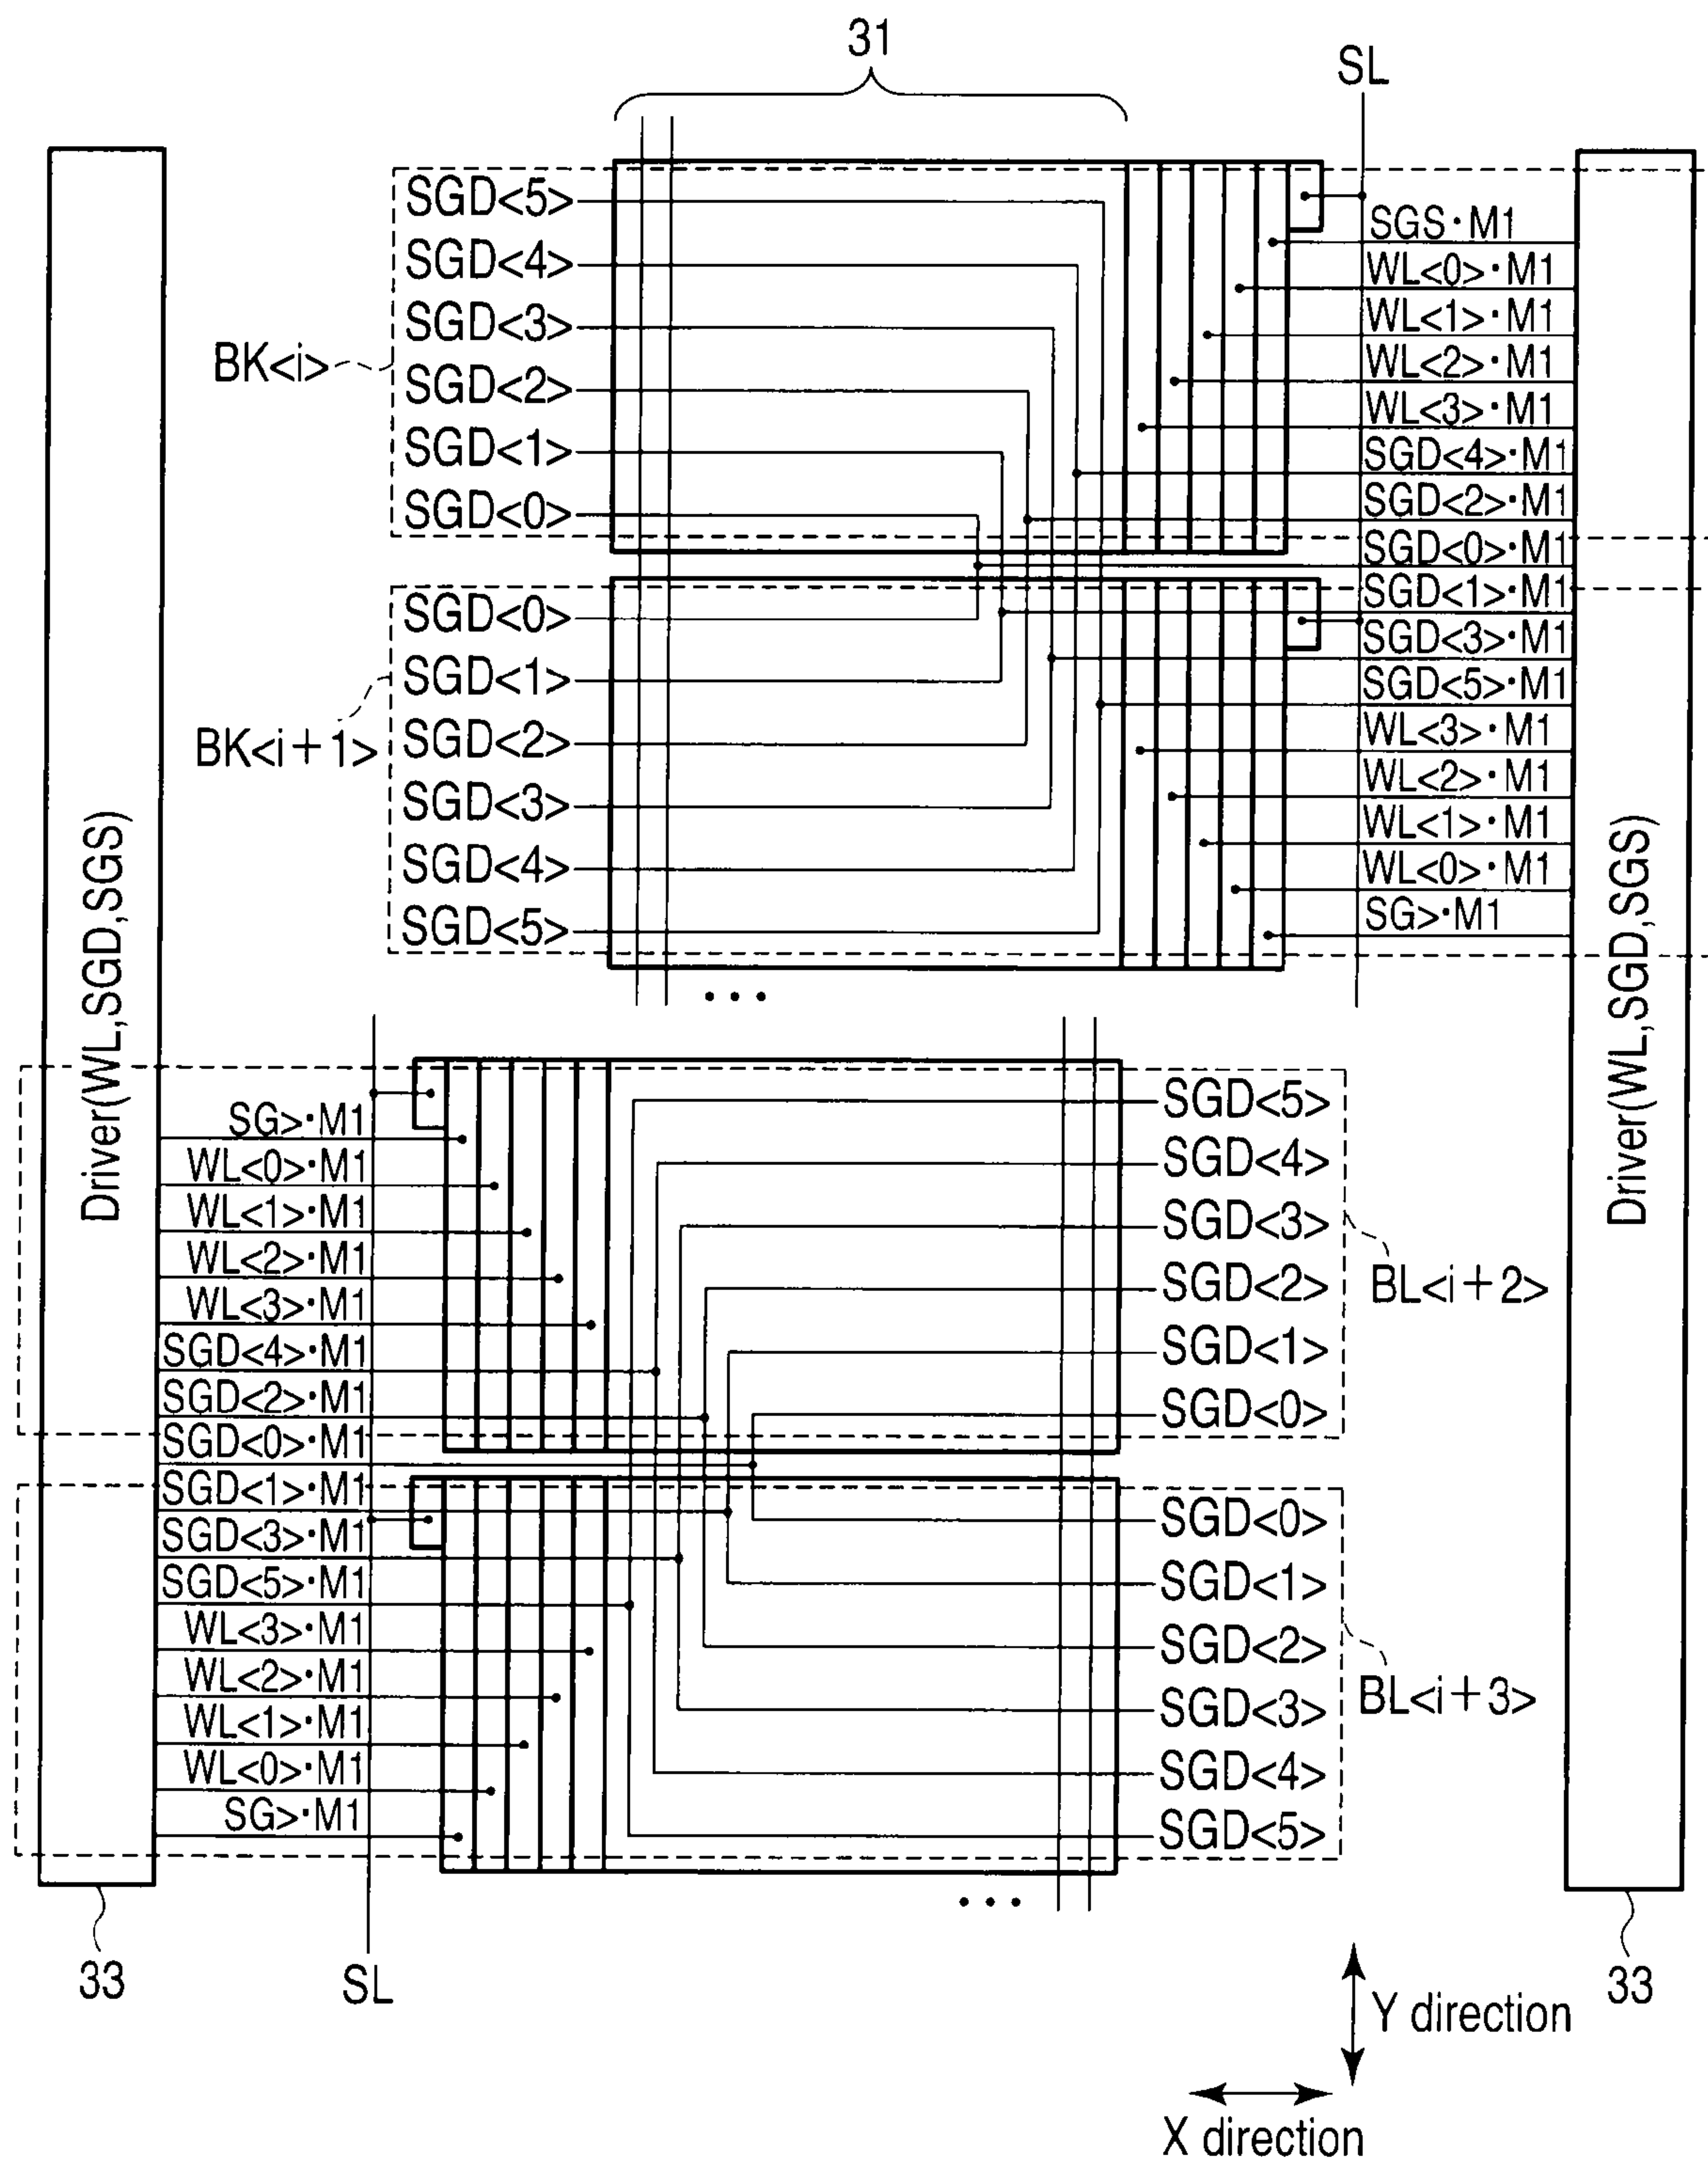 31
SL
SGD<5>
SGD<4>
SGD<3>
SGD<2>
SGD<1>
SGD<0>
BK<i>
SGS·M1
WL<0>·M1
WL<1>·M1
WL<2>·M1
WL<3>·M1
SGD<4>·M1
SGD<2>·M1
SGD<0>·M1
SGD<1>·M1
SGD<3>·M1
SGD<5>·M1
WL<3>·M1
WL<2>·M1
WL<1>·M1
WL<0>·M1
SG>·M1
SGD<0>
SGD<1>
SGD<2>
SGD<3>
SGD<4>
SGD<5>
BK<i+1>
Driver(WL,SGD,SGS)
Driver(WL,SGD,SGS)
SG>·M1
WL<0>·M1
WL<1>·M1
WL<2>·M1
WL<3>·M1
SGD<4>·M1
SGD<2>·M1
SGD<0>·M1
SGD<1>·M1
SGD<3>·M1
SGD<5>·M1
WL<3>·M1
WL<2>·M1
WL<1>·M1
WL<0>·M1
SG>·M1
SGD<5>
SGD<4>
SGD<3>
SGD<2>
SGD<1>
SGD<0>
BL<i+2>
SGD<0>
SGD<1>
SGD<2>
SGD<3>
SGD<4>
SGD<5>
BL<i+3>
33
SL
33
Y direction
X direction